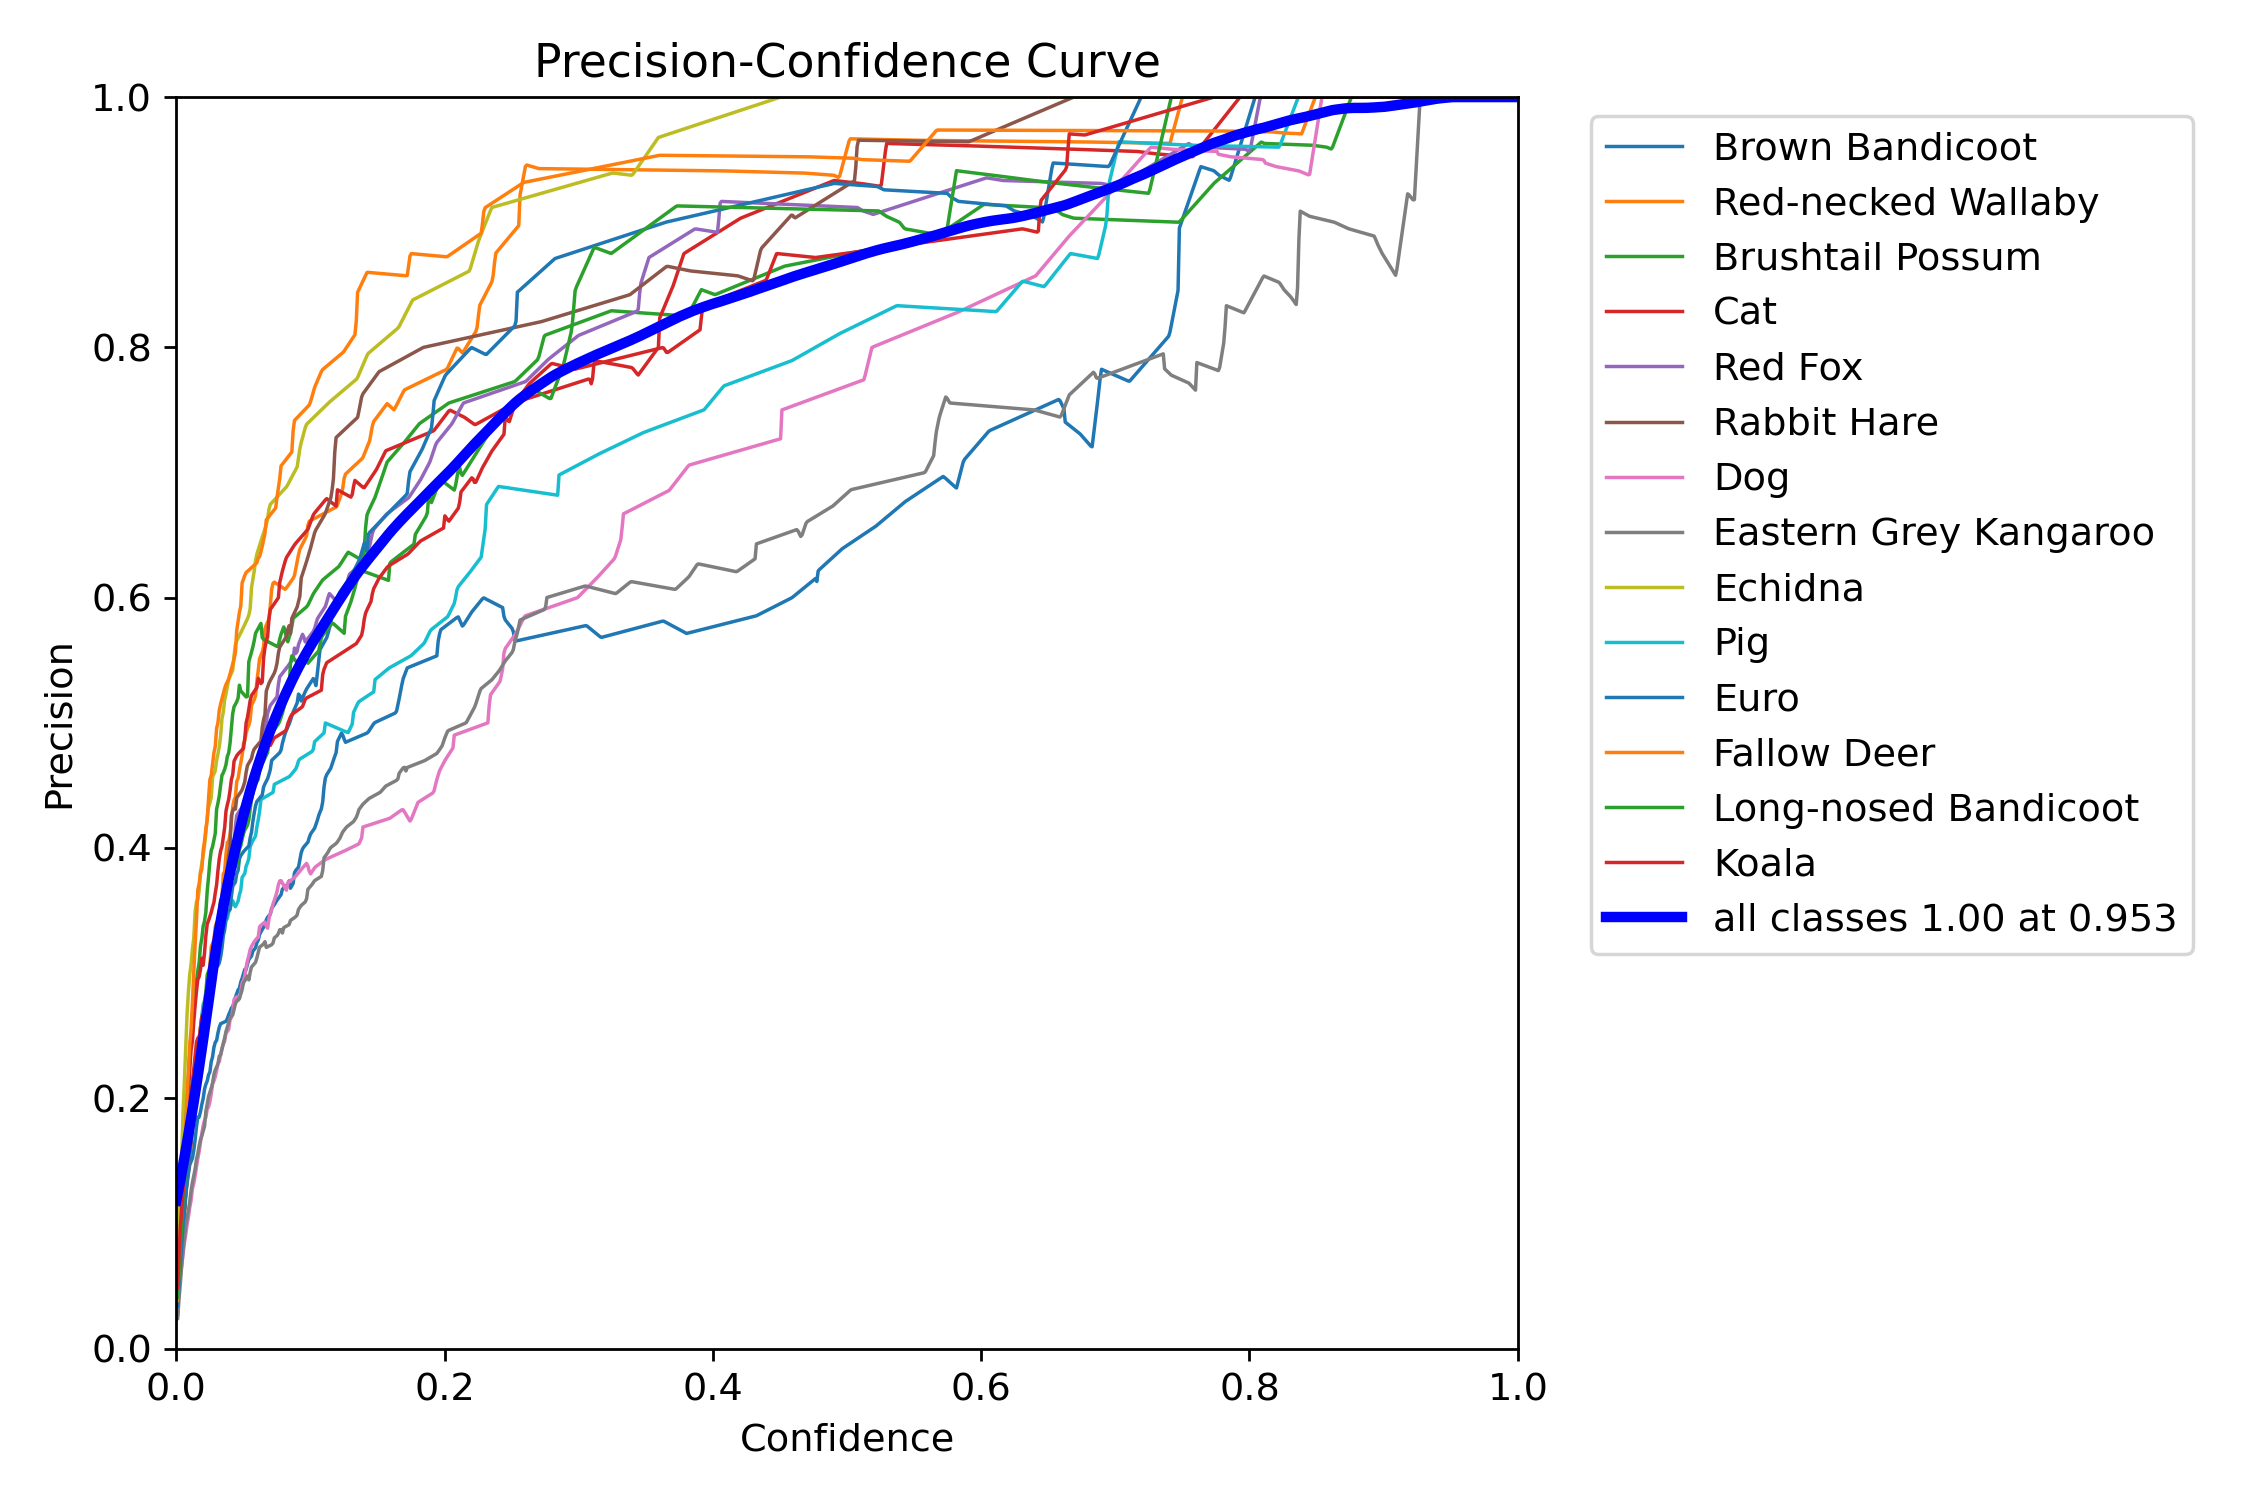 Precision-Confidence Curve
1.0
0.8
0.6
0.4
0.2
0.0
Precision
0.0 0.2 0.4 0.6 0.8 1.0
Confidence
Brown Bandicoot
Red-necked Wallaby
Brushtail Possum
Cat
Red Fox
Rabbit Hare
Dog
Eastern Grey Kangaroo
Echidna
Pig
Euro
Fallow Deer
Long-nosed Bandicoot
Koala
all classes 1.00 at 0.953